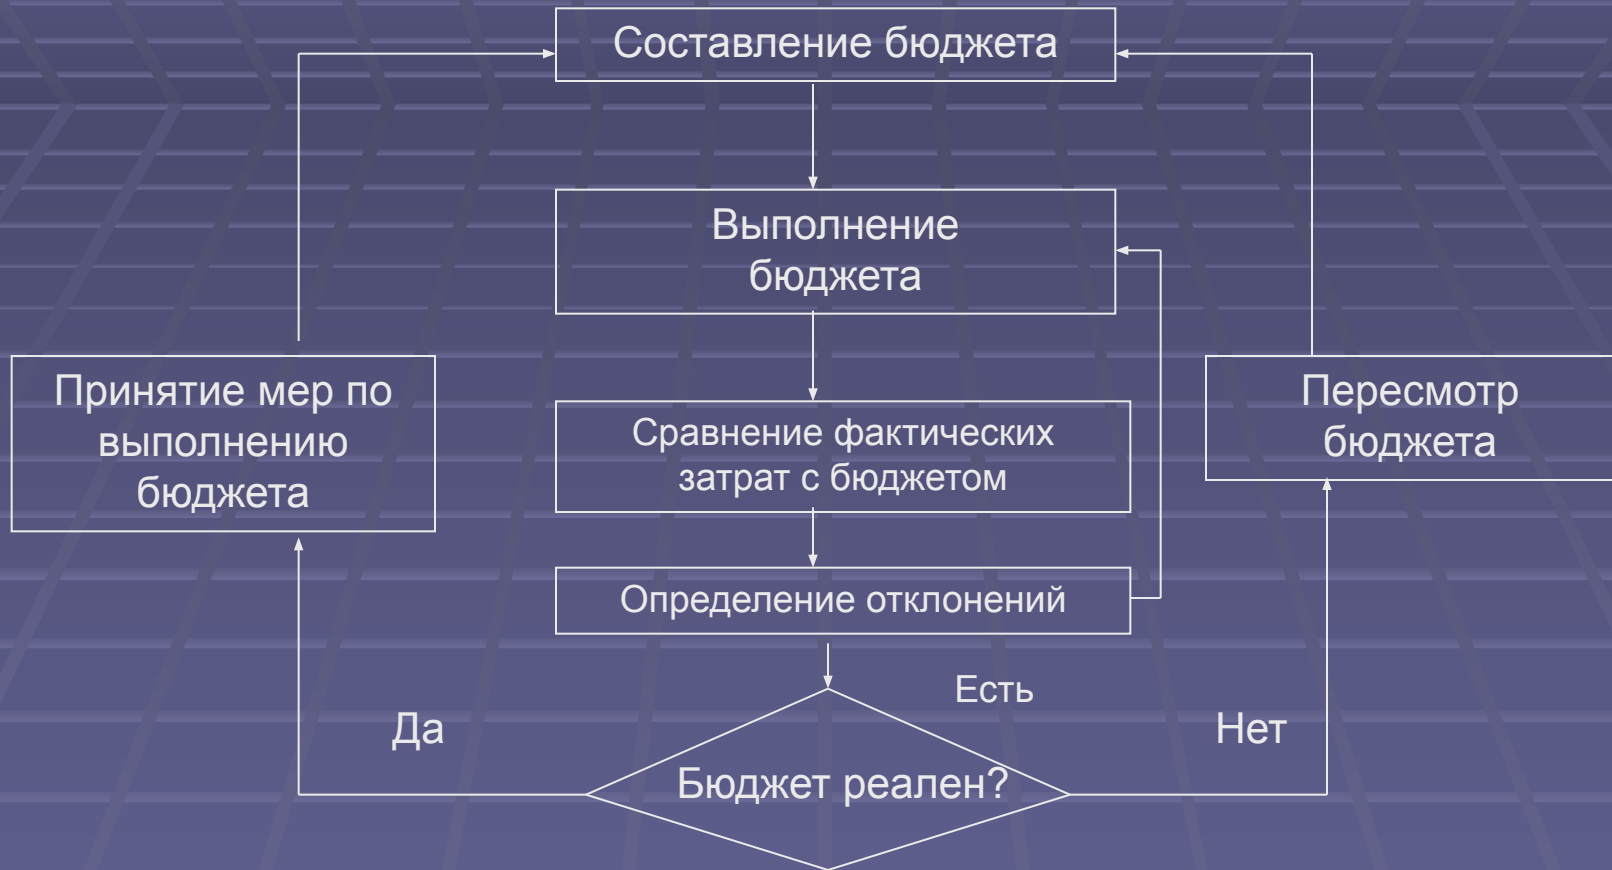 Составление бюджета
Выполнение
бюджета
Принятие мер по
выполнению
бюджета
Сравнение фактических
затрат с бюджетом
Пересмотр
бюджета
Определение отклонений
Есть
Да
Нет
Бюджет реален?